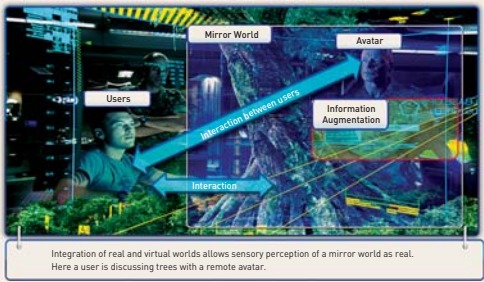 Mirror World
Avatar
Users
Information
Augmentation
Interaction between users
Interaction
Integration of real and virtual worlds allows sensory perception of a mirror world as real.
Here a user is discussing trees with a remote avatar.